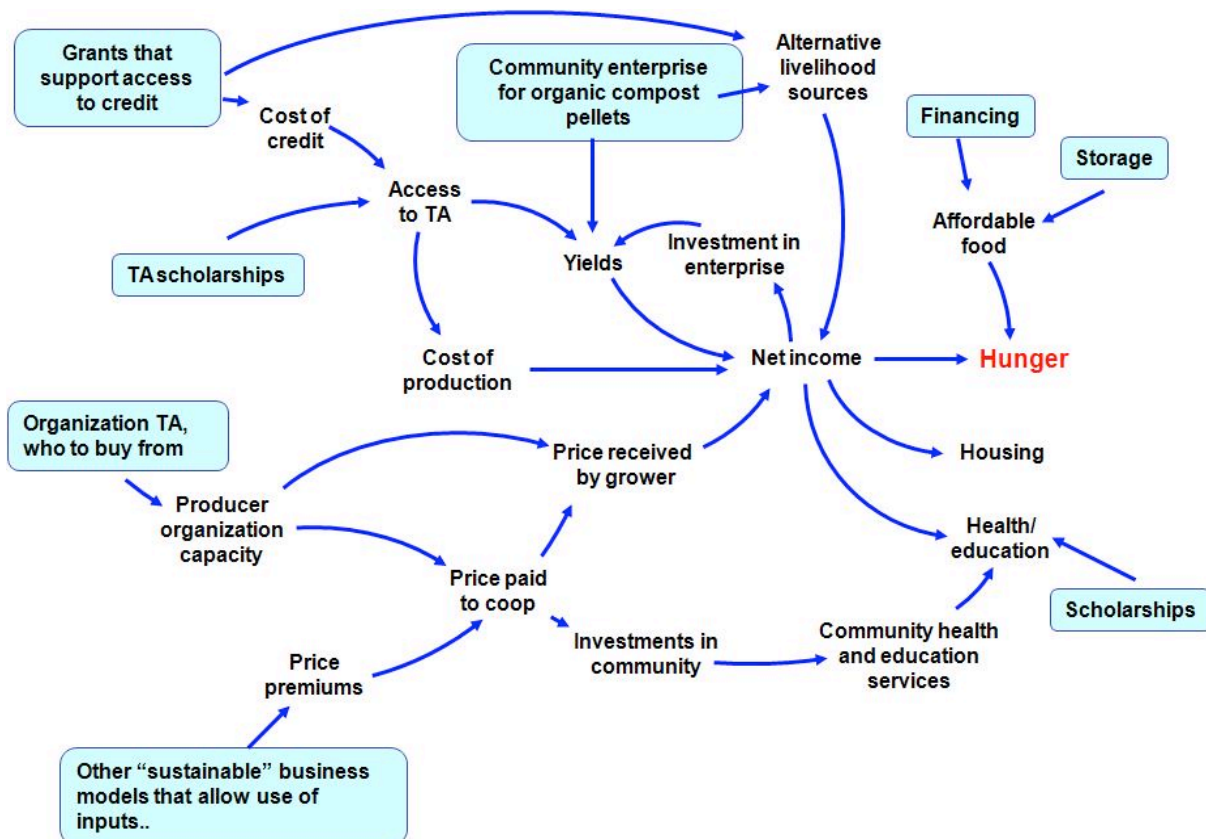 Grants that
support access
to credit
Community enterprise
for organic compost
pellets
Alternative
livelihood
sources
Cost of
credit
Financing
Storage
Access
to TA
Affordable
food
TA scholarships
Yields
Investment in
enterprise
Cost of
production
Net income
Hunger
Organization TA,
who to buy from
Price received
by grower
Housing
Producer
organization
capacity
Health/
education
Price paid
to coop
Scholarships
Investments in
community
Community health
and education
services
Price
premiums
Other “sustainable” business
models that allow use of
inputs..